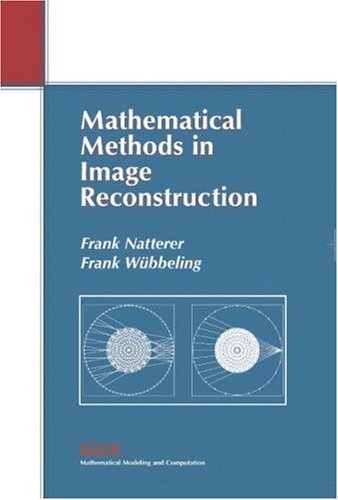 Mathematical
Methods in
Image
Reconstruction
Frank Natterer
Frank Wübbeling
siam
Mathematical Modeling and Computation